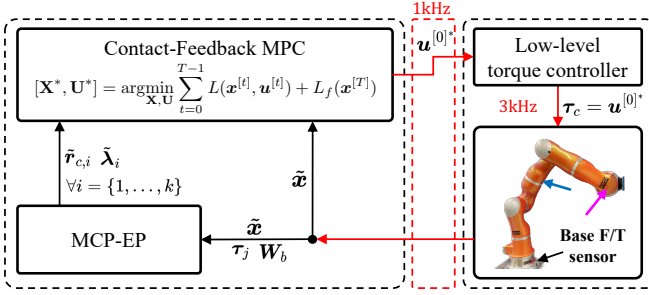 1kHz
Contact-Feedback MPC
[X*, U*] = argmin_{X,U} ∑_{t=0}^{T−1} L(x^{[t]}, u^{[t]}) + L_f(x^{[T]})
u^{[0]*}
Low-level
torque controller
3kHz
τ_c = u^{[0]*}
r̃_{c,i} λ̃_i
∀i = {1, . . . , k}
x̃
MCP-EP
x̃
τ_j W_b
Base F/T
sensor